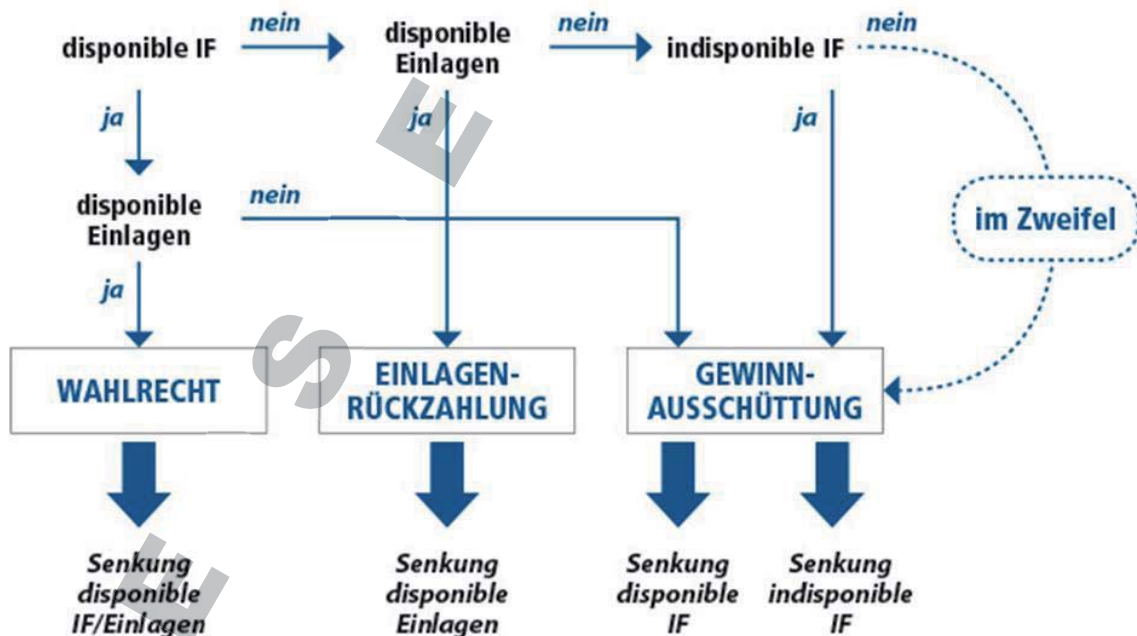 disponible IF
nein
disponible
Einlagen
nein
indisponible IF
nein
ja
ja
ja
disponible
Einlagen
nein
im Zweifel
ja
WAHLRECHT
EINLAGEN-
RÜCKZAHLUNG
GEWINN-
AUSSCHÜTTUNG
Senkung
disponible
IF/Einlagen
Senkung
disponible
Einlagen
Senkung
disponible
IF
Senkung
indisponible
IF
E
S
E